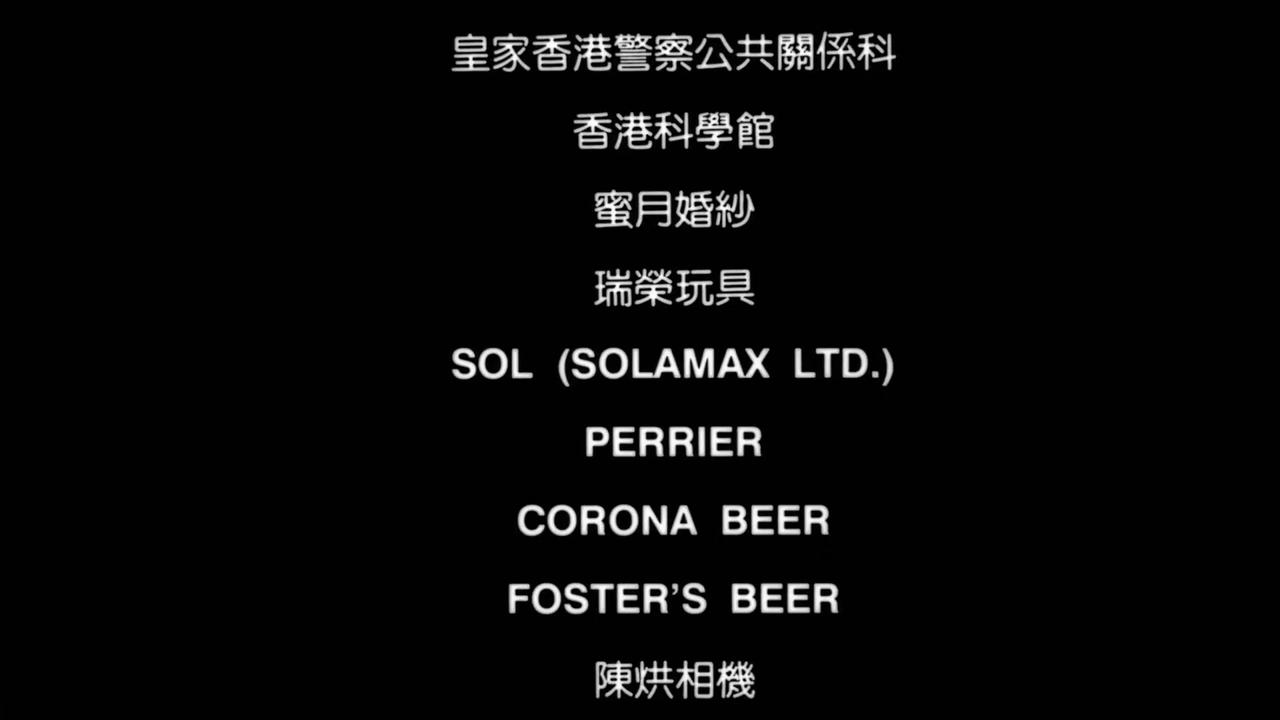 皇家香港警察公共關係科
香港科學館
蜜月婚紗
瑞榮玩具
SOL (SOLAMAX LTD.)
PERRIER
CORONA BEER
FOSTER'S BEER
陳烘相機